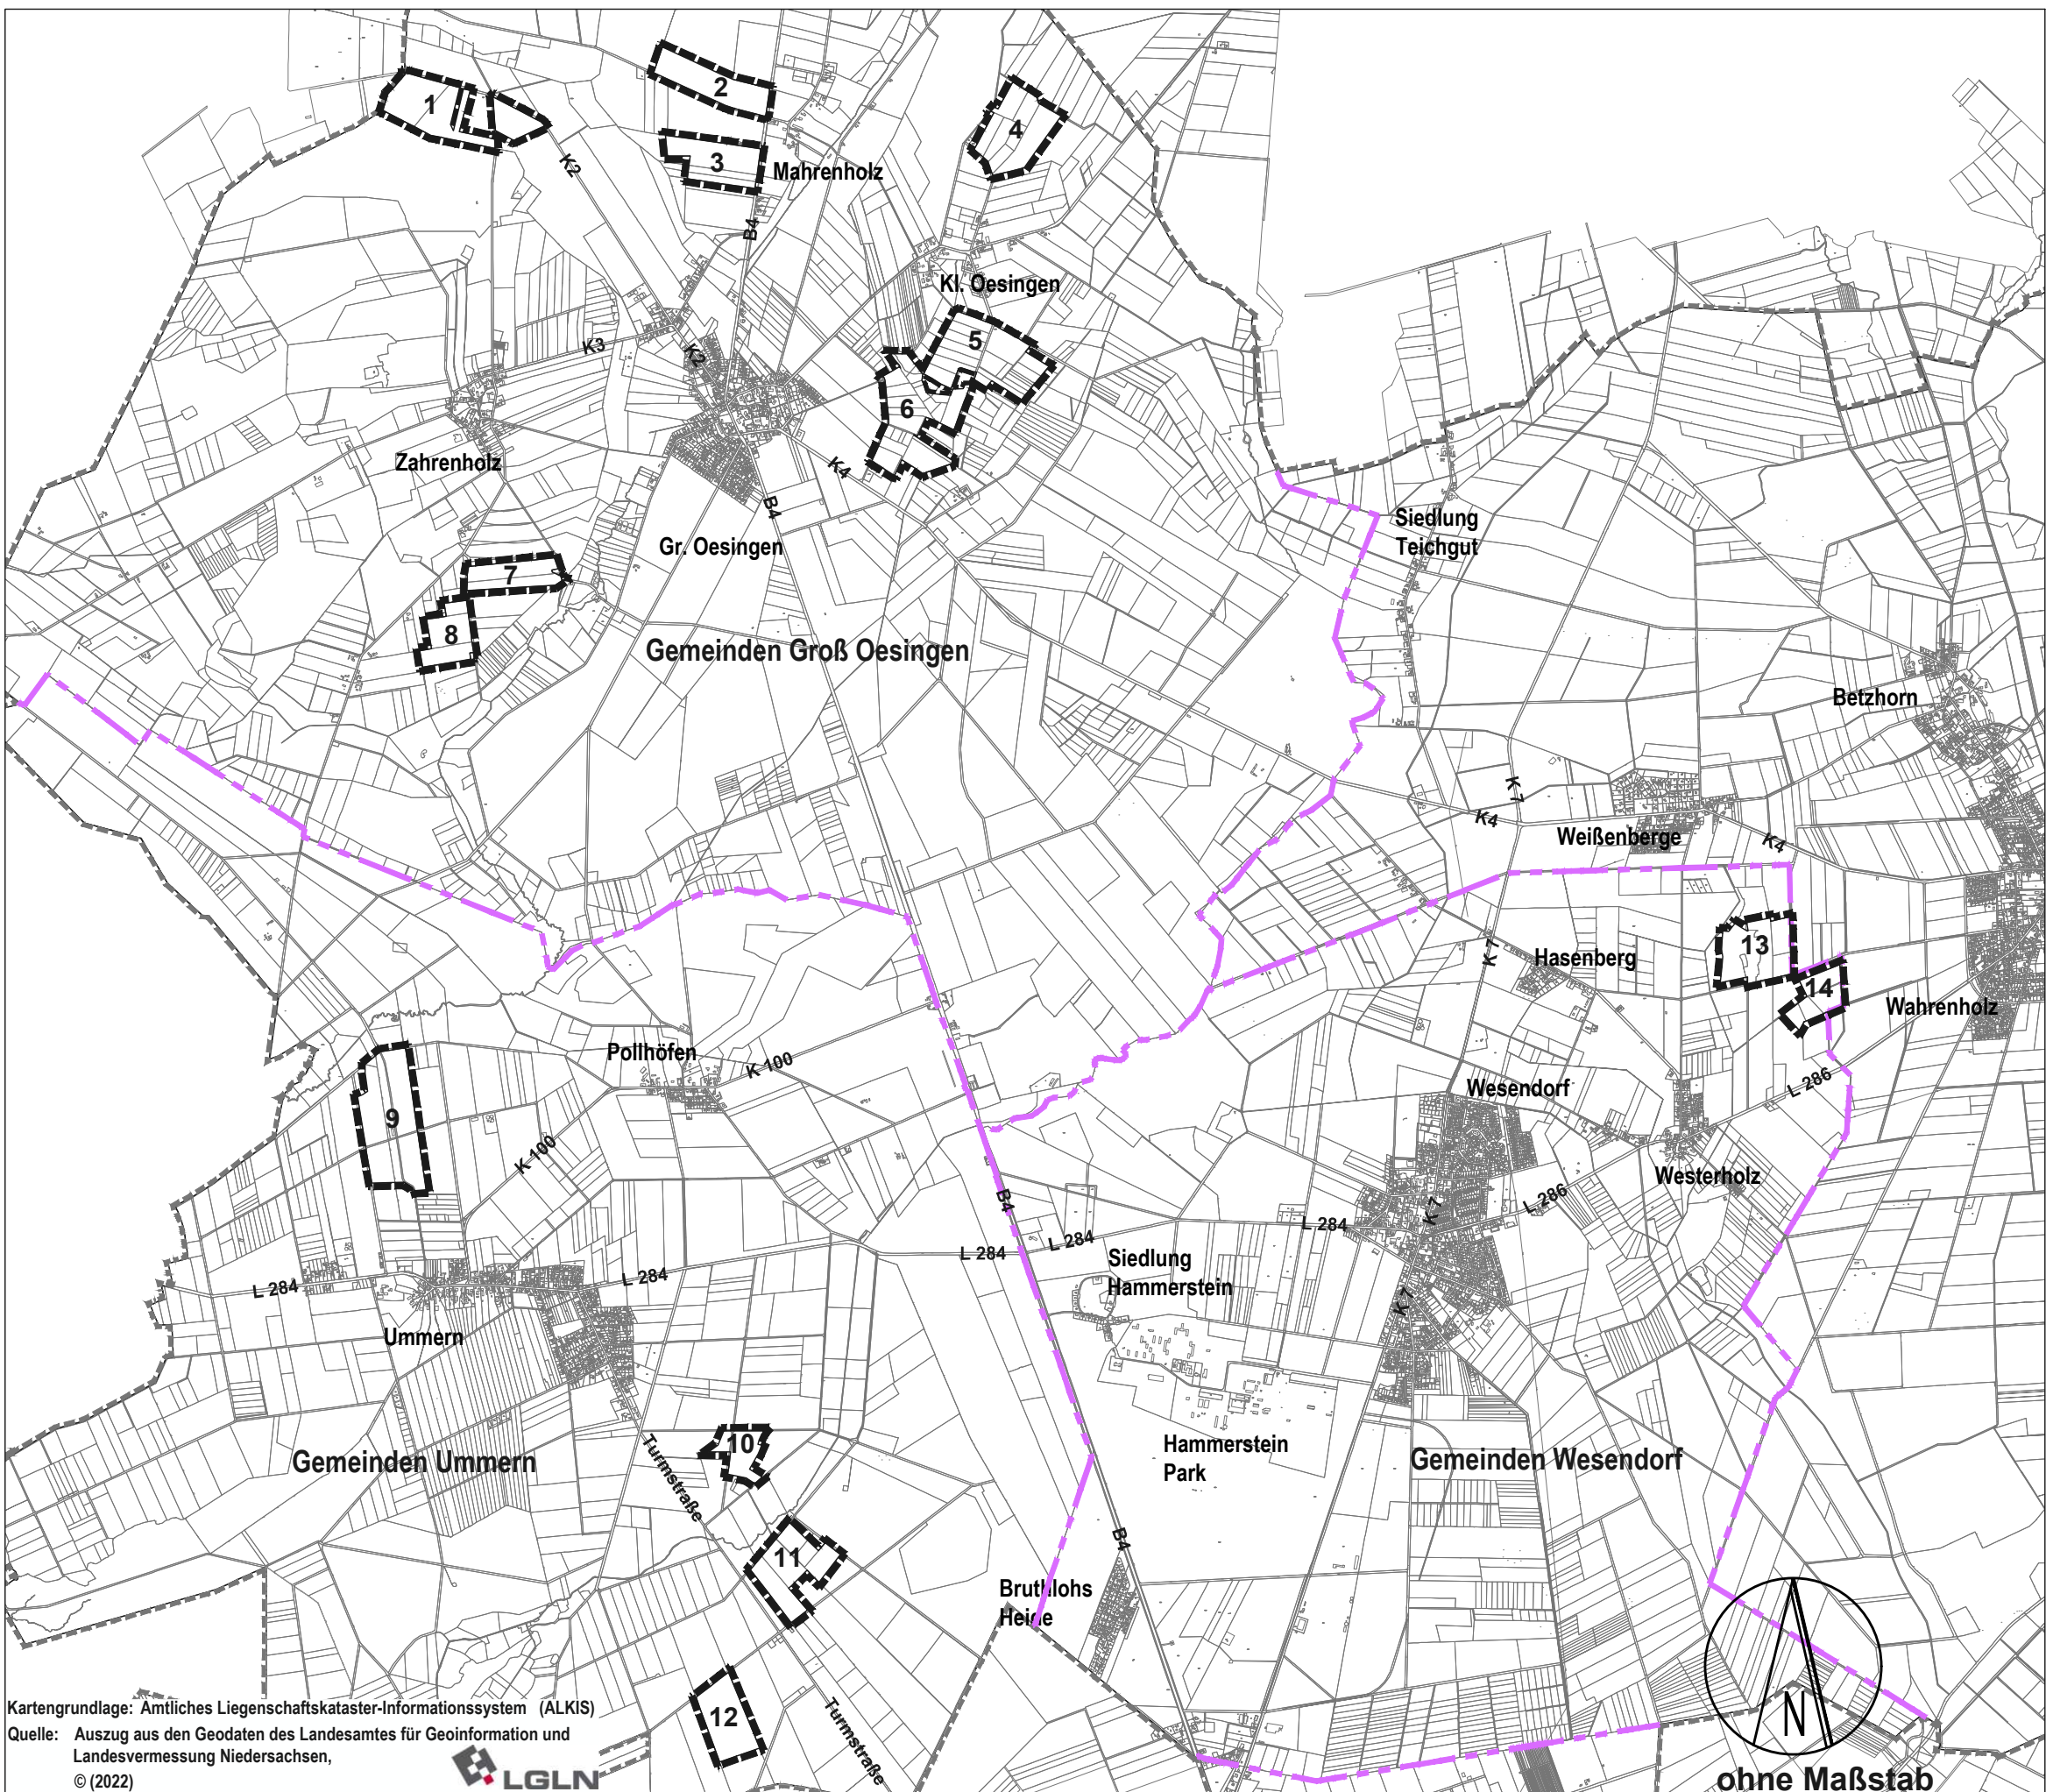 2
1
4
3
Mahrenholz
K2
B4
Kl. Oesingen
5
K3
K2
6
Zahrenholz
K4
B4
Siedlung
Teichgut
Gr. Oesingen
7
8
Gemeinden Groß Oesingen
Betzhorn
K7
K4
Weißenberge
K4
13
K 7
Hasenberg
14
Wahrenholz
Pollhöfen
K 100
L 286
Wesendorf
9
K 100
Westerholz
B4
L 286
K 7
L 284
L 284
L 284
Siedlung
Hammerstein
L 284
L 284
K 7
Ummern
10
Turmstraße
Hammerstein
Park
Gemeinden Ummern
Gemeinden Wesendorf
B4
11
Bruthlohs
Heide
Kartengrundlage: Amtliches Liegenschaftskataster-Informationssystem (ALKIS)
12
Turmstraße
Quelle: Auszug aus den Geodaten des Landesamtes für Geoinformation und
Landesvermessung Niedersachsen,
© (2022)
LGLN
N
ohne Maßstab